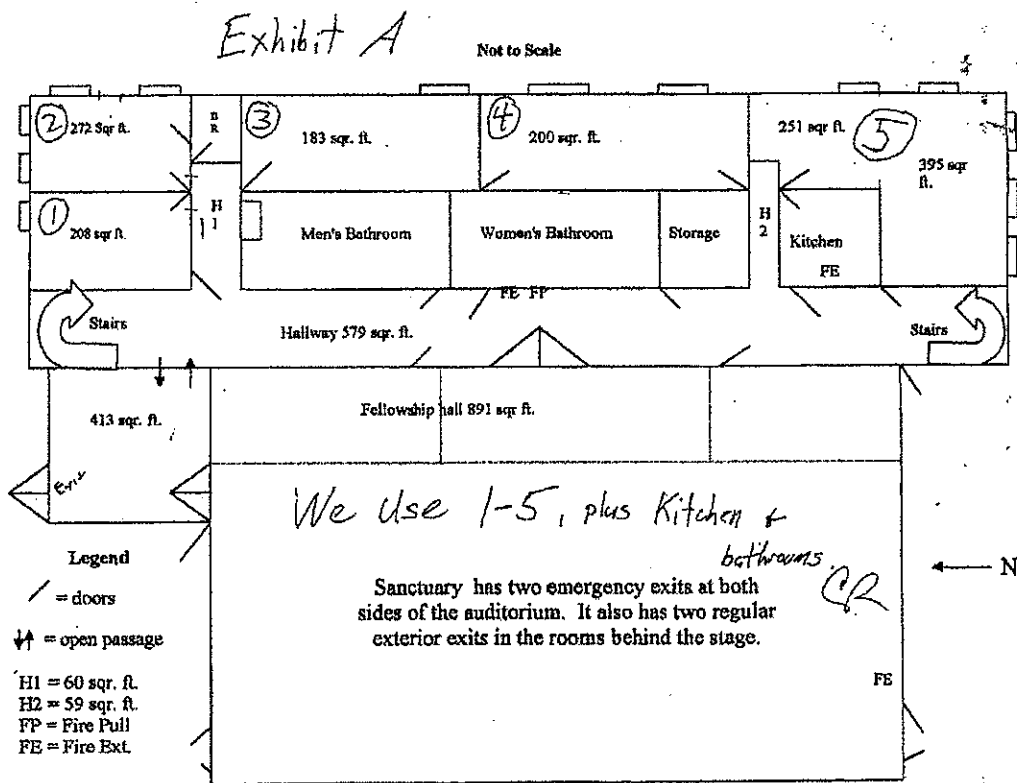 Exhibit A
Not to Scale
② 272 Sqr ft.
BR
③ 183 sqr. ft.
④ 200 sqr. ft.
251 sqr ft.
⑤
395 sqr
ft.
① 208 sqr ft.
H
1
Men's Bathroom
Women's Bathroom
Storage
H
2
Kitchen
FE
FE FP
Stairs
Hallway 579 sqr. ft.
Stairs
413 sqr. ft.
Fellowship hall 891 sqr ft.
Exit
We Use 1-5, plus Kitchen &
bathrooms.
CR
Legend
/ = doors
↓↑ = open passage
H1 = 60 sqr. ft.
H2 = 59 sqr. ft.
FP = Fire Pull
FE = Fire Ext.
Sanctuary has two emergency exits at both
sides of the auditorium. It also has two regular
exterior exits in the rooms behind the stage.
← N
FE